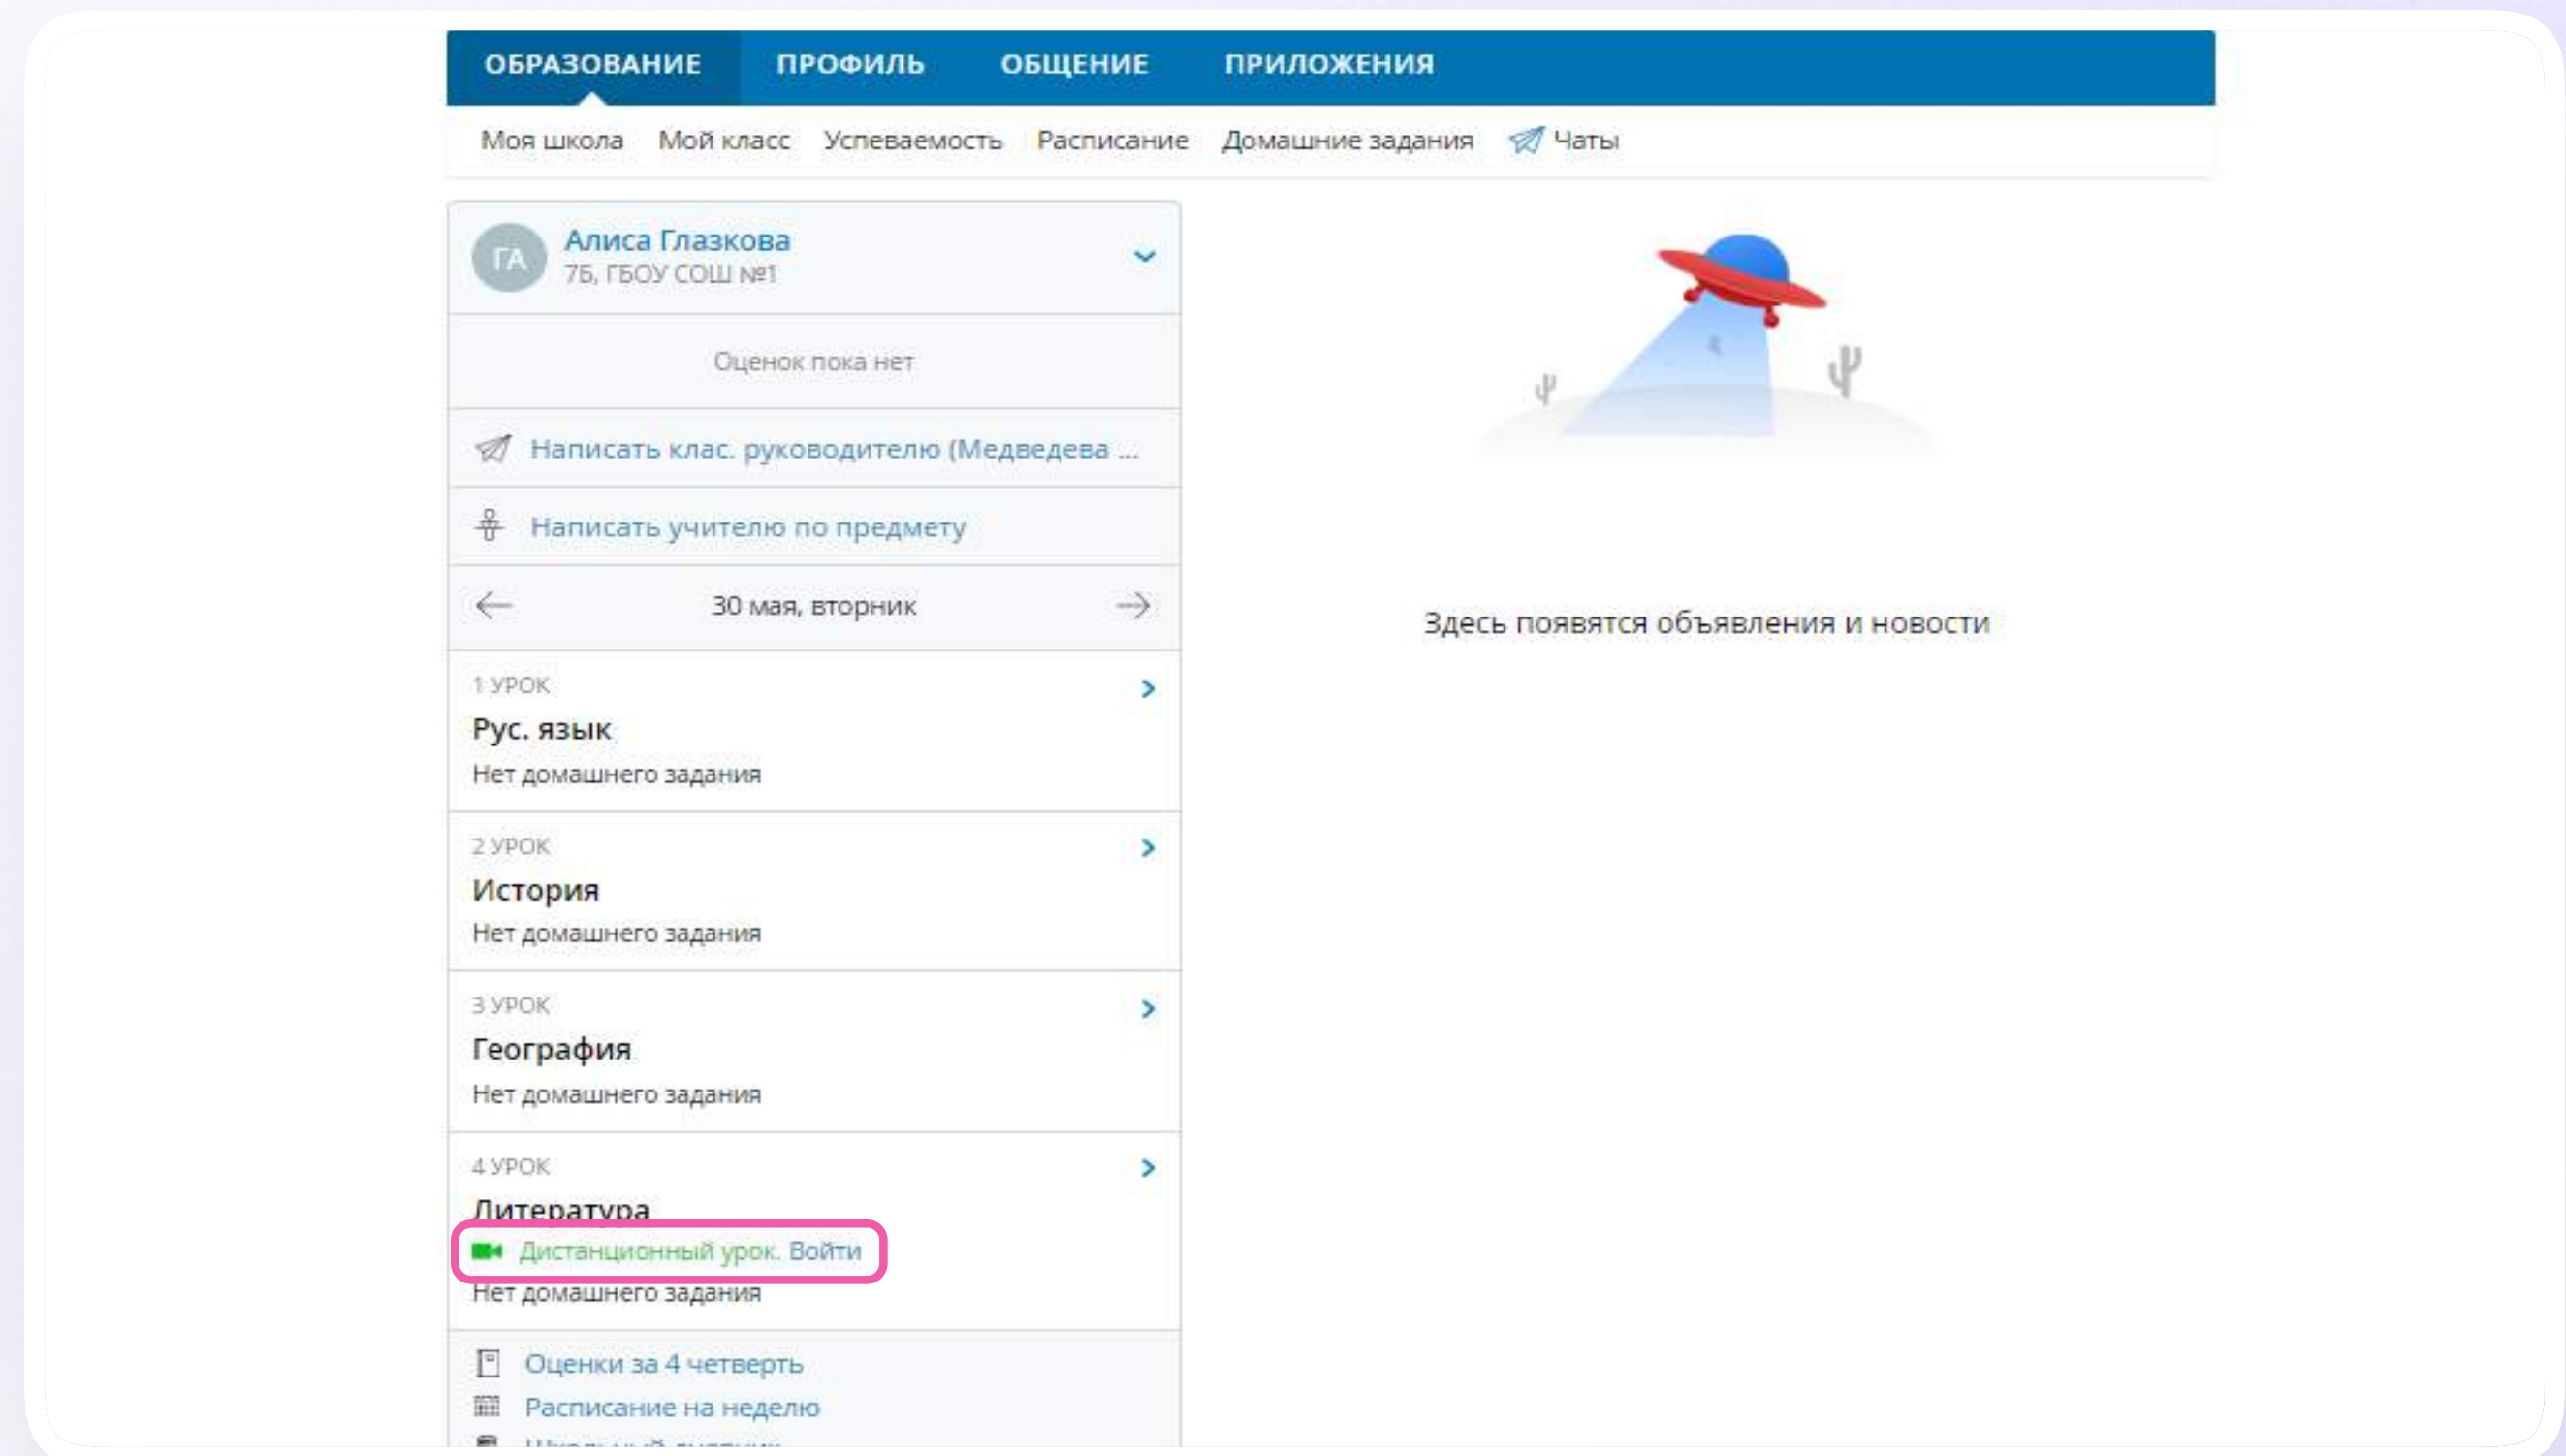 ОБРАЗОВАНИЕ ПРОФИЛЬ ОБЩЕНИЕ ПРИЛОЖЕНИЯ
Моя школа Мой класс Успеваемость Расписание Домашние задания Чаты
ГА
Алиса Глазкова
7Б, ГБОУ СОШ №1
Оценок пока нет
Написать клас. руководителю (Медведева ...
Написать учителю по предмету
30 мая, вторник
Здесь появятся объявления и новости
1 УРОК
Рус. язык
Нет домашнего задания
2 УРОК
История
Нет домашнего задания
3 УРОК
География
Нет домашнего задания
4 УРОК
Литература
Дистанционный урок. Войти
Нет домашнего задания
Оценки за 4 четверть
Расписание на неделю